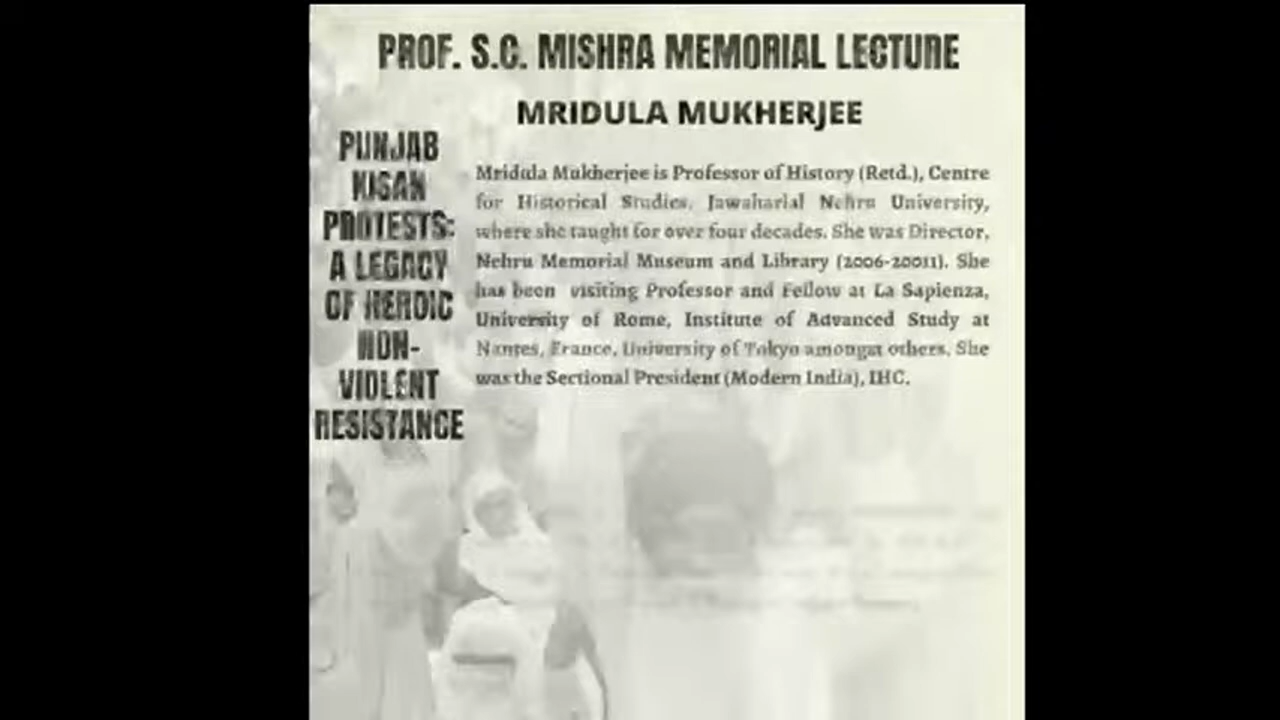 PROF. S.C. MISHRA MEMORIAL LECTURE
MRIDULA MUKHERJEE
PUNJAB
KISAN
PROTESTS:
A LEGACY
OF HEROIC
NON-
VIOLENT
RESISTANCE
Mridula Mukherjee is Professor of History (Retd.), Centre
for Historical Studies, Jawaharlal Nehru University,
where she taught for over four decades. She was Director,
Nehru Memorial Museum and Library (2006-20011). She
has been visiting Professor and Fellow at La Sapienza,
University of Rome, Institute of Advanced Study at
Nantes, France, University of Tokyo amongst others. She
was the Sectional President (Modern India), IHC.